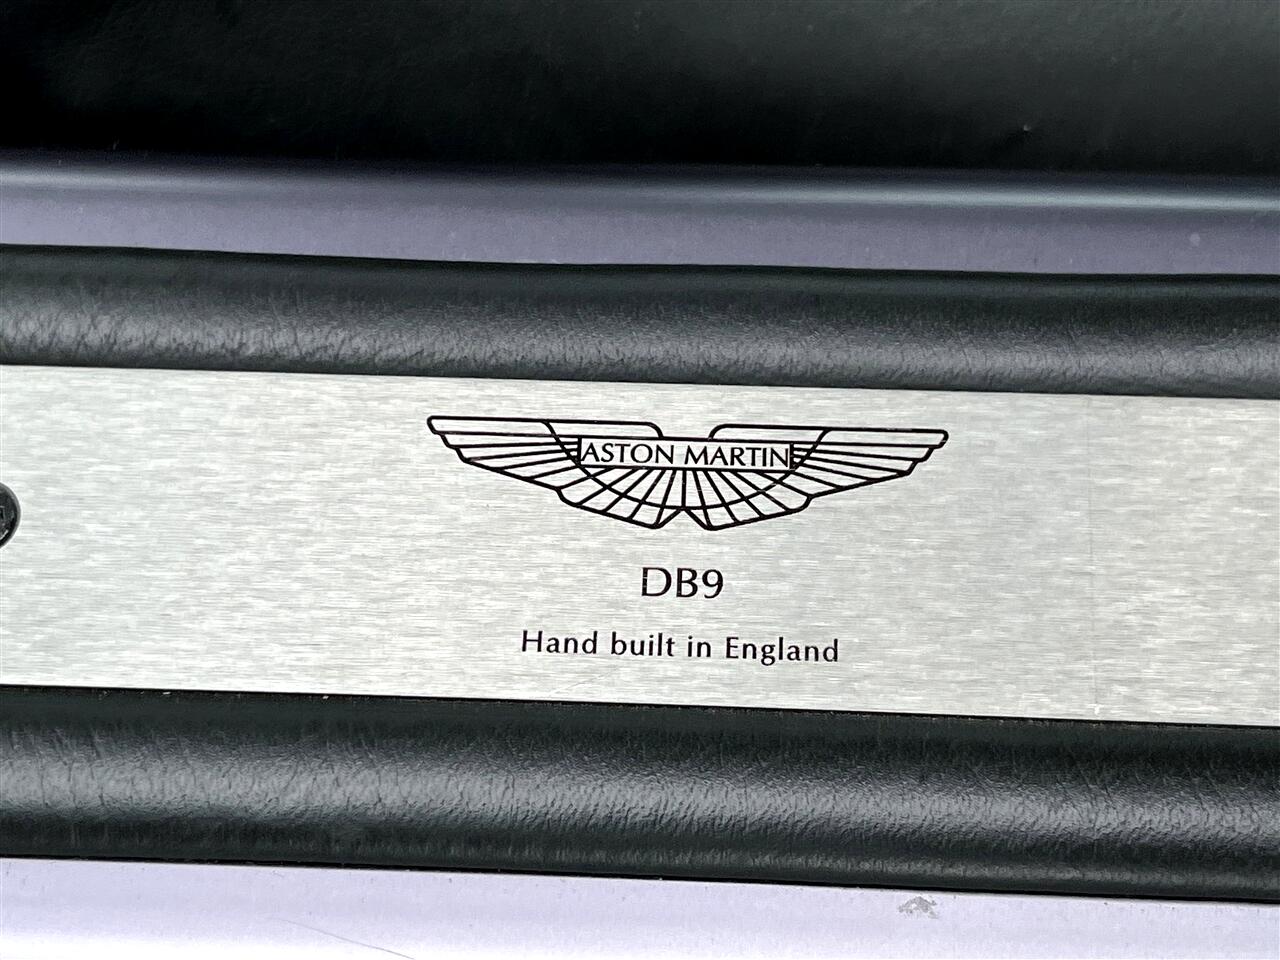 ASTON MARTIN
DB9
Hand built in England